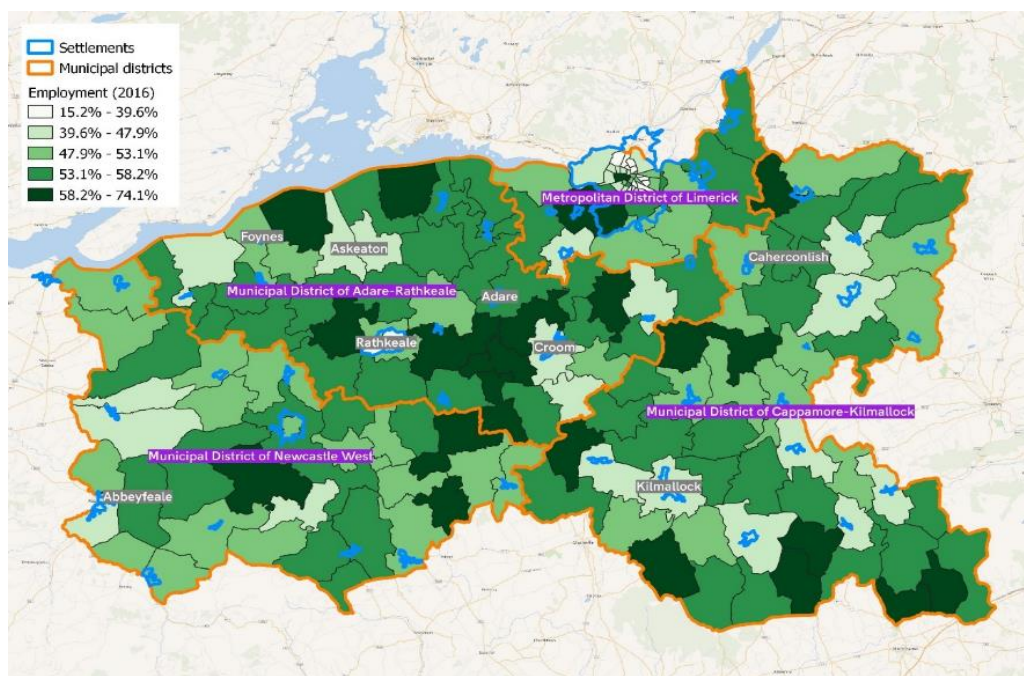 Settlements
Municipal districts
Employment (2016)
15.2% - 39.6%
39.6% - 47.9%
47.9% - 53.1%
53.1% - 58.2%
58.2% - 74.1%
Metropolitan District of Limerick
Foynes
Askeaton
Caherconlish
Municipal District of Adare-Rathkeale
Adare
Rathkeale
Croom
Municipal District of Cappamore-Kilmallock
Municipal District of Newcastle West
Kilmallock
Abbeyfeale